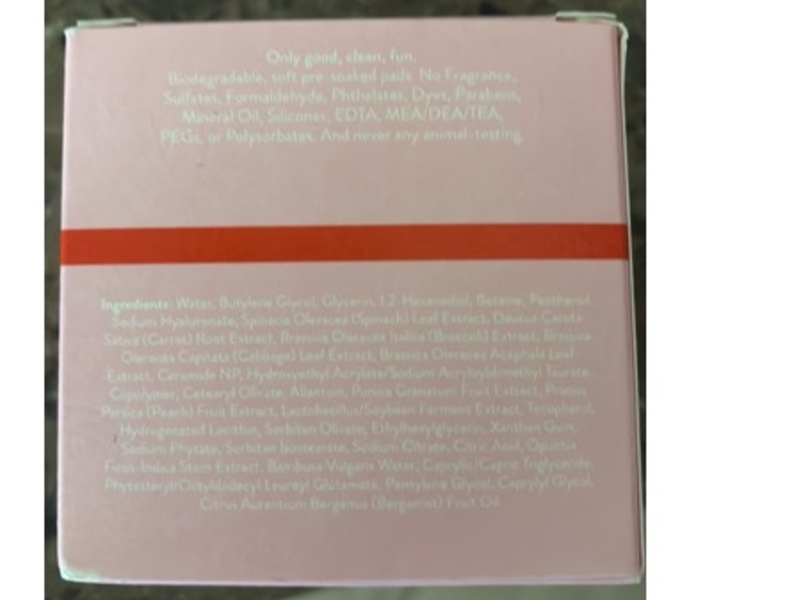 Only good, clean, fun.
Biodegradable, soft pre-soaked pads. No Fragrance,
Sulfates, Formaldehyde, Phthalates, Dyes, Parabens,
Mineral Oil, Silicones, EDTA, MEA/DEA/TEA,
PEGs, or Polysorbates. And never any animal-testing.
Ingredients: Water, Butylene Glycol, Glycerin, 1,2-Hexanediol, Betaine, Panthenol,
Sodium Hyaluronate, Spinacia Oleracea (Spinach) Leaf Extract, Daucus Carota
Sativa (Carrot) Root Extract, Brassica Oleracea Italica (Broccoli) Extract, Brassica
Oleracea Capitata (Cabbage) Leaf Extract, Brassica Oleracea Acephala Leaf
Extract, Ceramide NP, Hydroxyethyl Acrylate/Sodium Acryloyldimethyl Taurate
Copolymer, Cetearyl Olivate, Allantoin, Punica Granatum Fruit Extract, Prunus
Persica (Peach) Fruit Extract, Lactobacillus/Soybean Ferment Extract, Tocopherol,
Hydrogenated Lecithin, Sorbitan Olivate, Ethylhexylglycerin, Xanthan Gum,
Sodium Phytate, Sorbitan Isostearate, Sodium Citrate, Citric Acid, Opuntia
Ficus-Indica Stem Extract, Bambusa Vulgaris Water, Caprylic/Capric Triglyceride,
Phytosteryl/Octyldodecyl Lauroyl Glutamate, Pentylene Glycol, Caprylyl Glycol,
Citrus Aurantium Bergamia (Bergamot) Fruit Oil